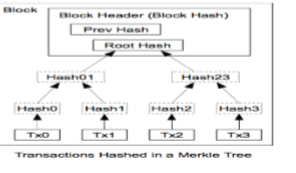 Block
Block Header (Block Hash)
Prev Hash
Root Hash
Hash01 Hash23
Hash0 Hash1 Hash2 Hash3
Tx0 Tx1 Tx2 Tx3
Transactions Hashed in a Merkle Tree